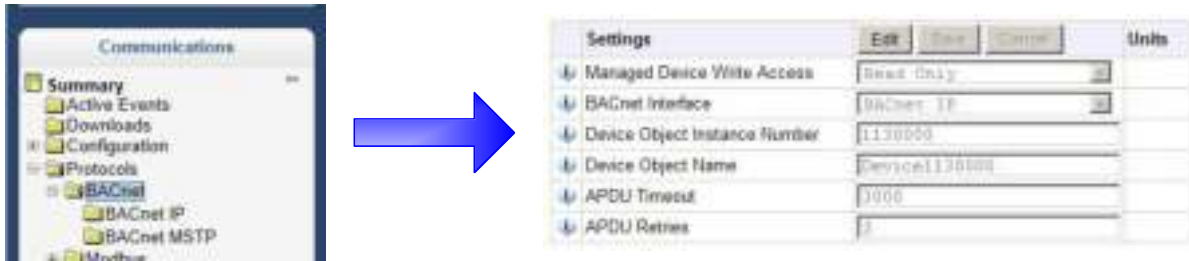 Communications
Summary
Active Events
Downloads
Configuration
Protocols
BACnet
BACnet IP
BACnet MSTP
Modbus
Settings Edit Save Cancel Units
Managed Device Write Access Read Only
BACnet Interface BACnet IP
Device Object Instance Number 1130000
Device Object Name Device1130000
APDU Timeout 3000
APDU Retries